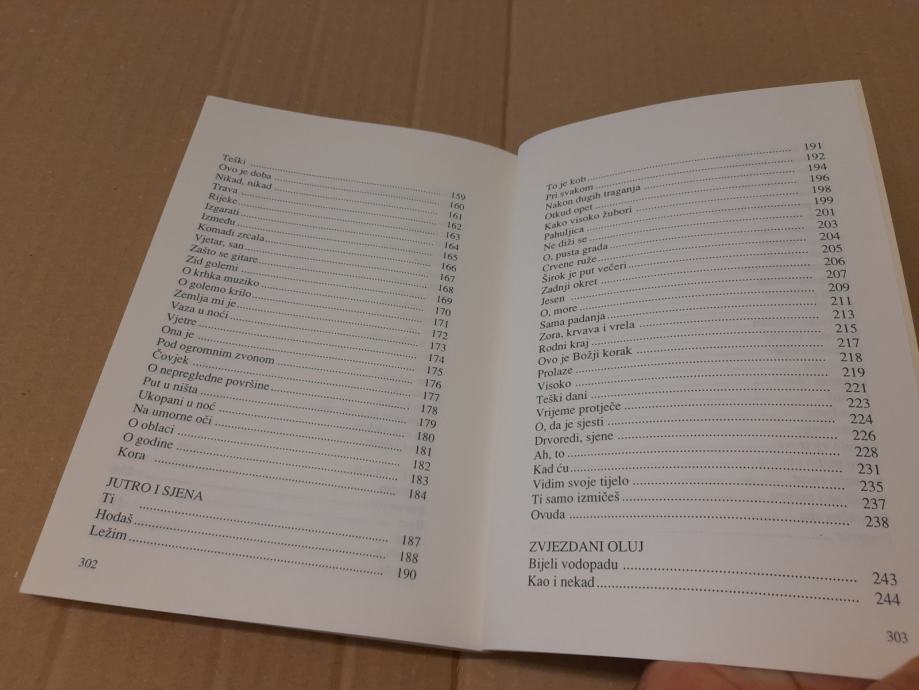 Teški ........ 159
Ovo je doba ........ 160
Nikad, nikad ........ 161
Trava ........ 162
Rijeke ........ 163
Izgarati ........ 164
Između ........ 165
Komadi zrcala ........ 166
Vjetar, san ........ 167
Zašto se gitare ........ 168
Zid golemi ........ 169
O krhka muziko ........ 170
O golemo krilo ........ 171
Zemlja mi je ........ 172
Vaza u noći ........ 173
Vjetre ........ 174
Ona je ........ 175
Pod ogromnim zvonom ........ 176
Čovjek ........ 177
O nepregledne površine ........ 178
Put u ništa ........ 179
Ukopani u noć ........ 180
Na umorne oči ........ 181
O oblaci ........ 182
O godine ........ 183
Kora ........ 184
JUTRO I SJENA
Ti ........ 187
Hodaš ........ 188
Ležim ........ 190
302
To je kob ........ 191
Pri svakom ........ 192
Nakon dugih traganja ........ 194
Otkud opet ........ 196
Kako visoko žubori ........ 198
Pahuljica ........ 199
Ne diži se ........ 201
O, pusta grada ........ 203
Crvene ruže ........ 204
Širok je put večeri ........ 205
Zadnji okret ........ 206
Jesen ........ 207
O, more ........ 209
Sama padanja ........ 211
Zora, krvava i vrela ........ 213
Rodni kraj ........ 215
Ovo je Božji korak ........ 217
Prolaze ........ 218
Visoko ........ 219
Teški dani ........ 221
Vrijeme protječe ........ 223
O, da je sjesti ........ 224
Drvoredi, sjene ........ 226
Ah, to ........ 228
Kad ću ........ 231
Vidim svoje tijelo ........ 235
Ti samo izmičeš ........ 237
Ovuda ........ 238
ZVJEZDANI OLUJ
Bijeli vodopadu ........ 243
Kao i nekad ........ 244
303